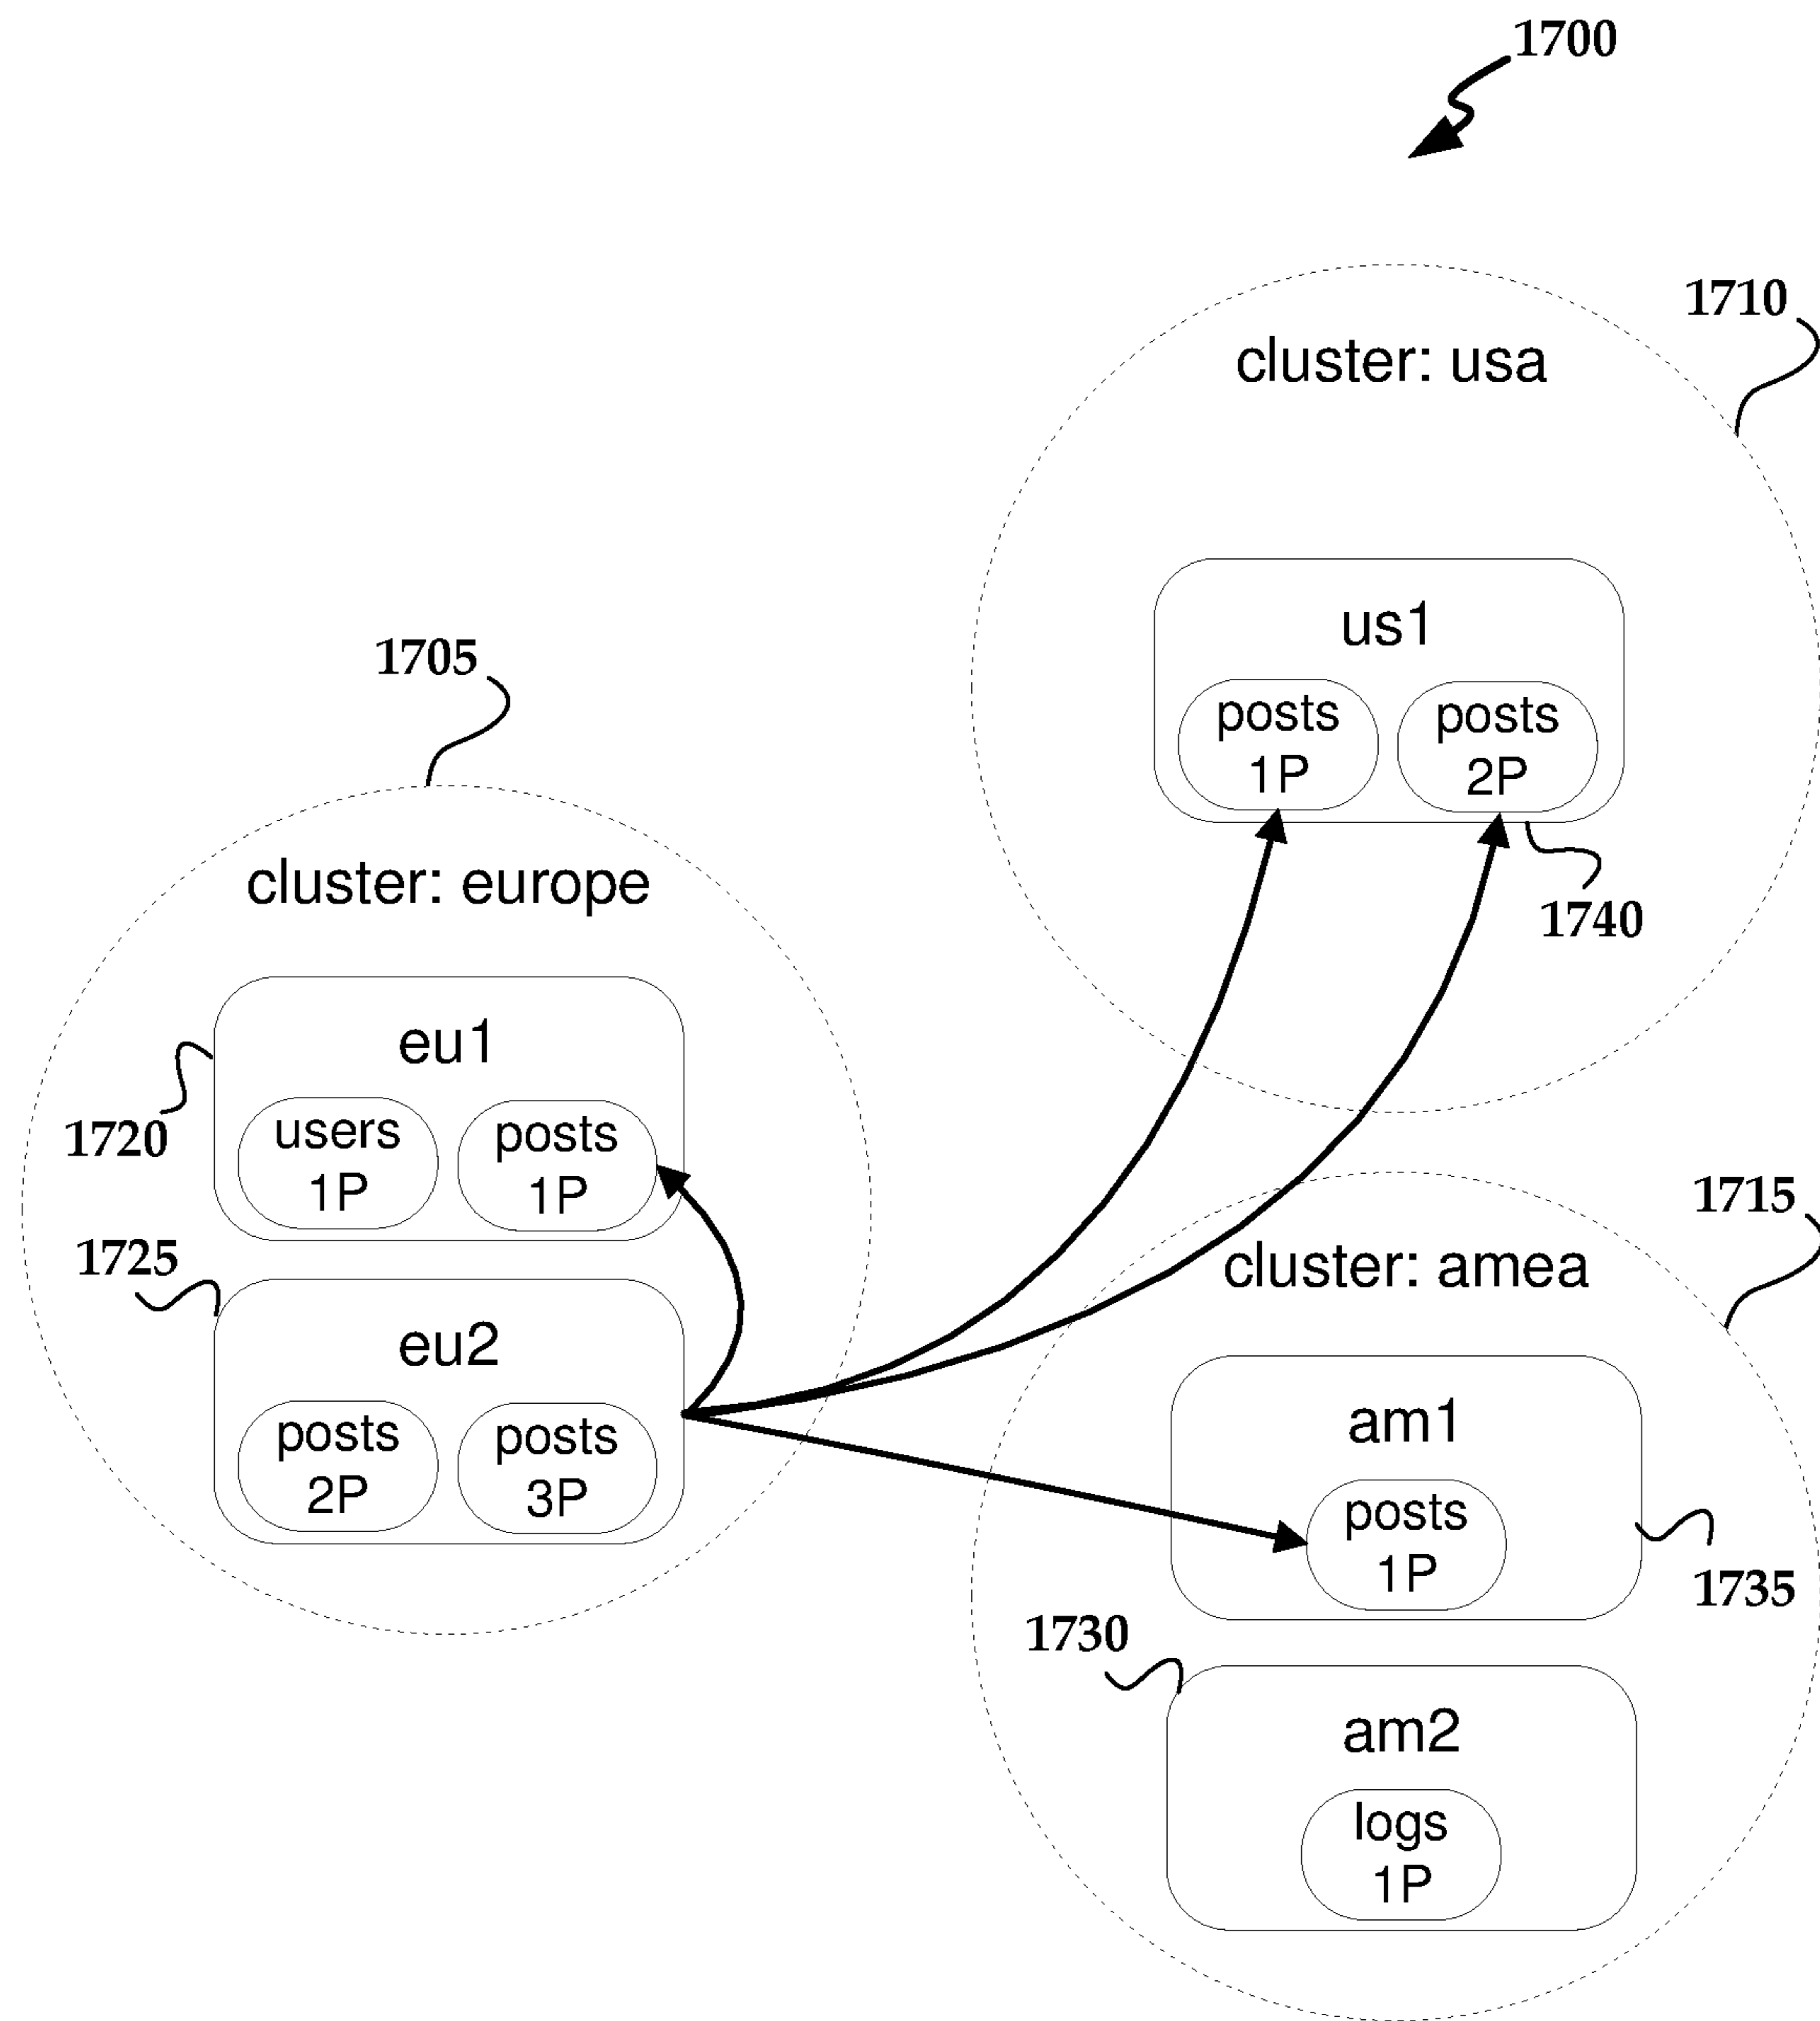 1700
1710
cluster: usa
us1
posts
1P
posts
2P
1740
1705
cluster: europe
eu1
users
1P
posts
1P
1720
1725
eu2
posts
2P
posts
3P
1715
cluster: amea
am1
posts
1P
1735
1730
am2
logs
1P